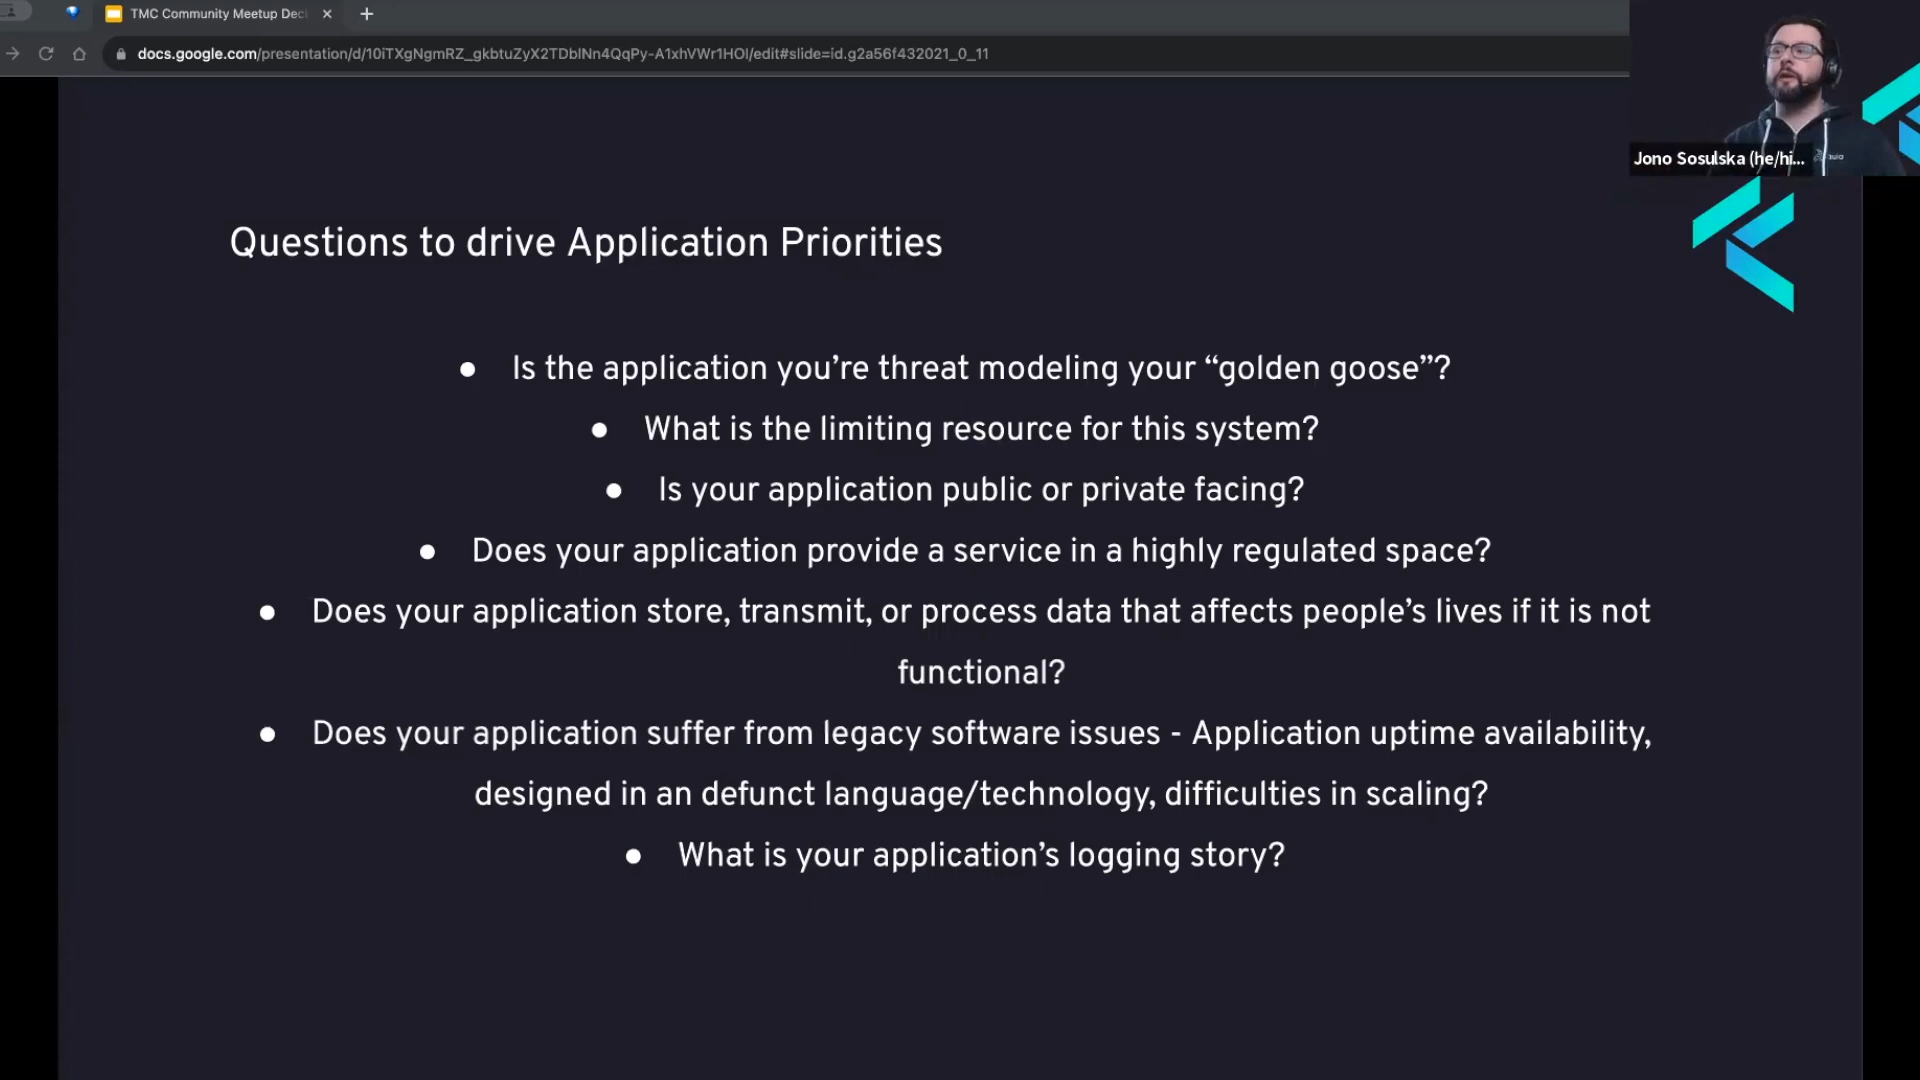 TMC Community Meetup Dec
docs.google.com/presentation/d/10iTXgNgmRZ_gkbtuZyX2TDbINn4QqPy-A1xhVWr1HOI/edit#slide=id.g2a56f432021_0_11
Jono Sosulska (he/hi...
Questions to drive Application Priorities
● Is the application you’re threat modeling your “golden goose”?
● What is the limiting resource for this system?
● Is your application public or private facing?
● Does your application provide a service in a highly regulated space?
● Does your application store, transmit, or process data that affects people’s lives if it is not
functional?
● Does your application suffer from legacy software issues - Application uptime availability,
designed in an defunct language/technology, difficulties in scaling?
● What is your application’s logging story?